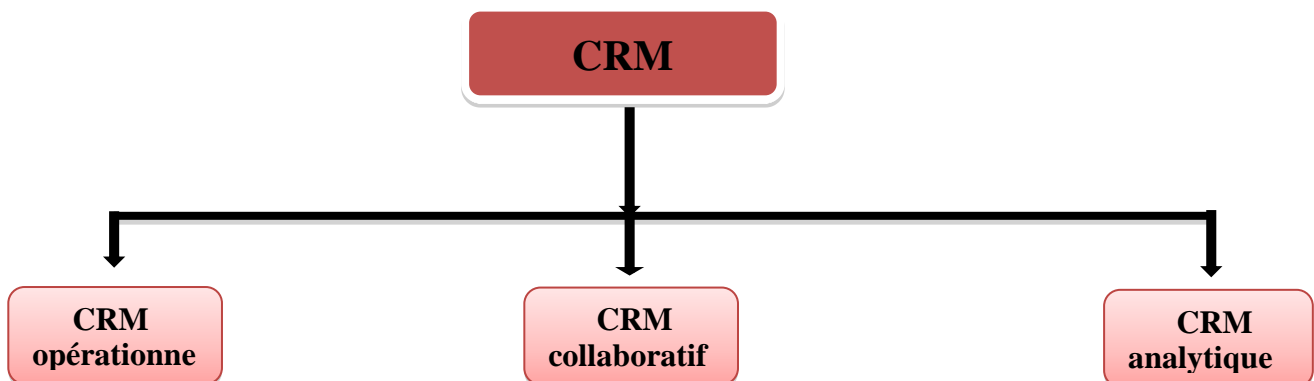 CRM
CRM
opérationne
CRM
collaboratif
CRM
analytique